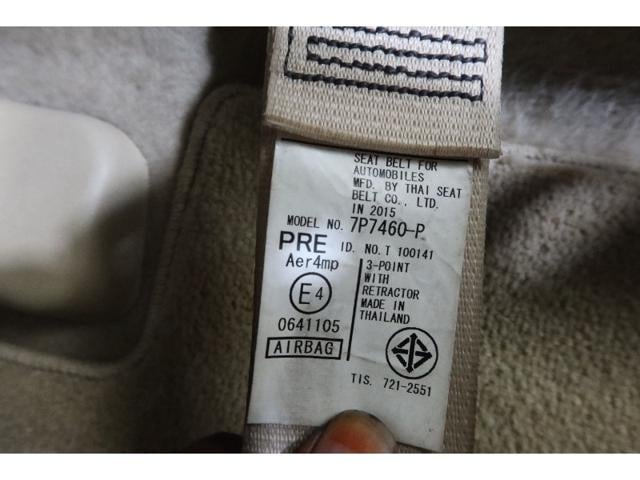 SEAT BELT FOR
AUTOMOBILES
MFD. BY THAI SEAT
BELT CO., LTD.
IN 2015
MODEL NO. 7P7460-P
PRE ID. NO. T 100141
Aer4mp
E4
0641105
AIRBAG
3-POINT
WITH
RETRACTOR
MADE IN
THAILAND
TIS. 721-2551